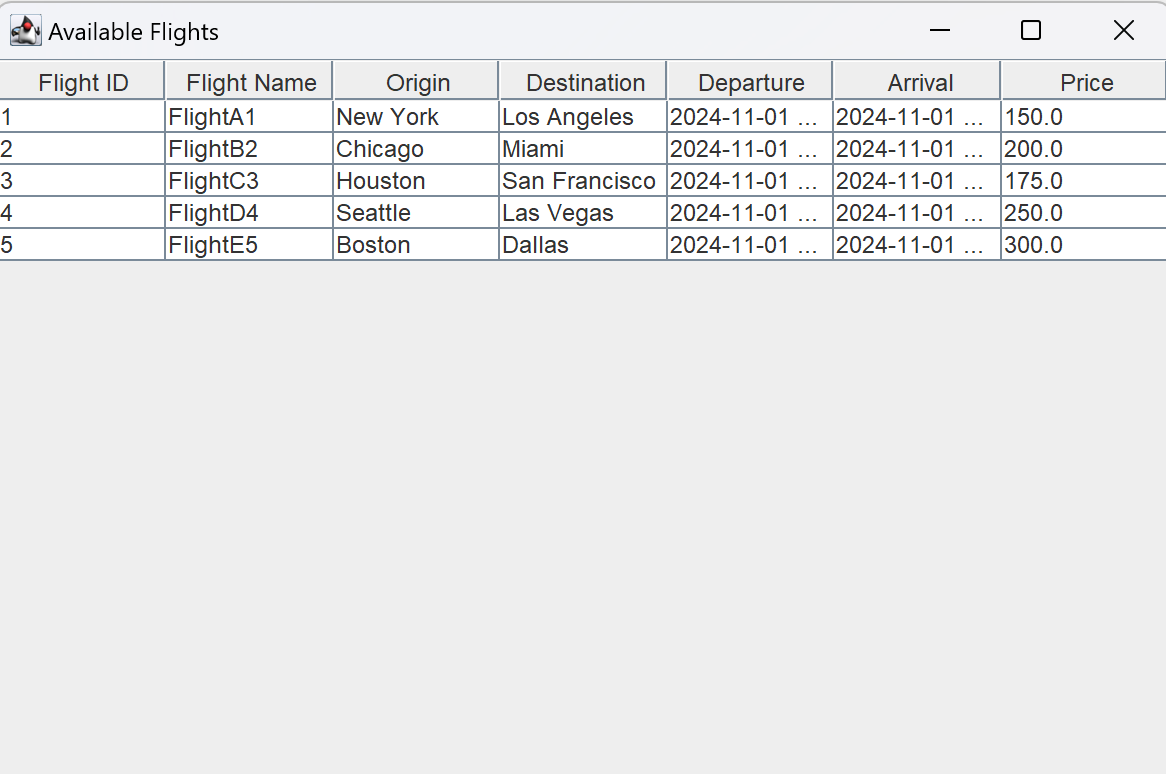 Available Flights
Flight ID Flight Name Origin Destination Departure Arrival Price
1 FlightA1 New York Los Angeles 2024-11-01 ... 2024-11-01 ... 150.0
2 FlightB2 Chicago Miami 2024-11-01 ... 2024-11-01 ... 200.0
3 FlightC3 Houston San Francisco 2024-11-01 ... 2024-11-01 ... 175.0
4 FlightD4 Seattle Las Vegas 2024-11-01 ... 2024-11-01 ... 250.0
5 FlightE5 Boston Dallas 2024-11-01 ... 2024-11-01 ... 300.0